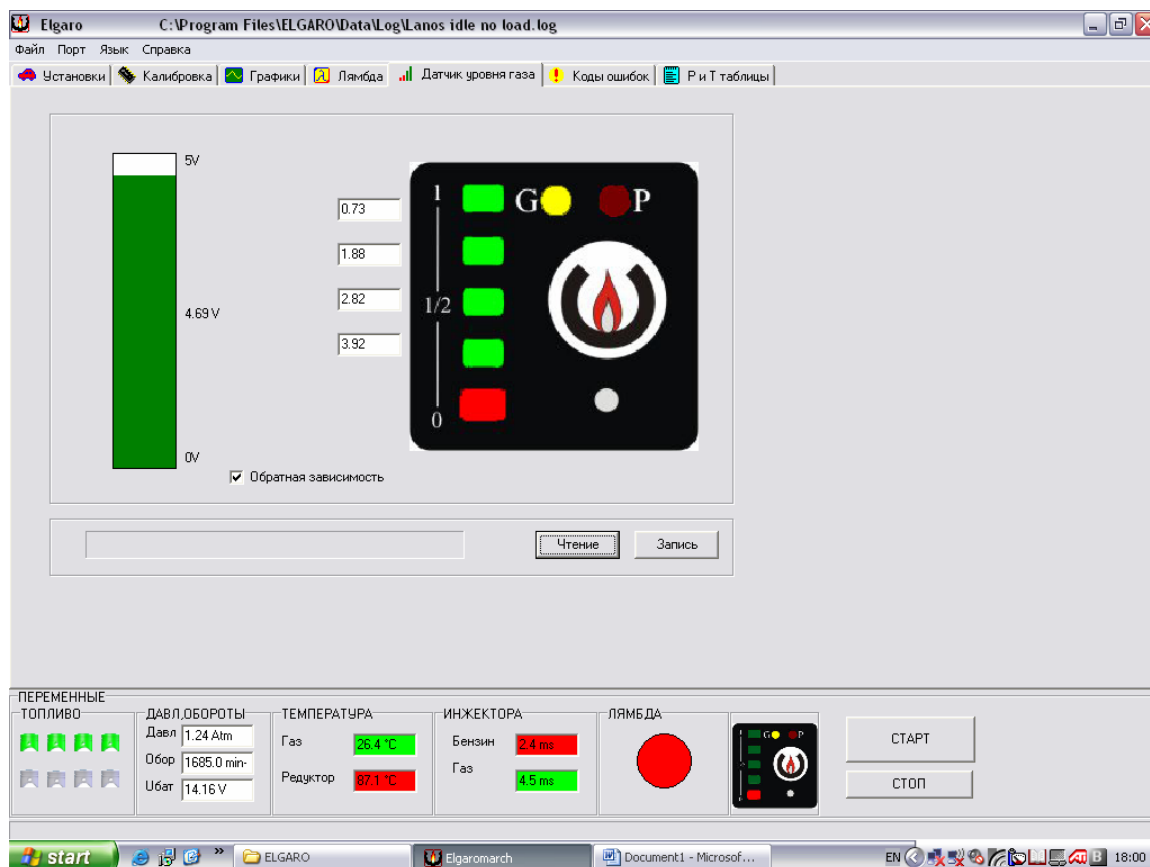 Elgaro C:\Program Files\ELGARO\Data\Log\Lanos idle no load.log
Файл Порт Язык Справка
Установки Калибровка Графики Лямбда Датчик уровня газа Коды ошибок Р и Т таблицы
5V
4.69 V
0V
0.73
1.88
2.82
3.92
1 G P
1/2
0
Обратная зависимость
Чтение Запись
ПЕРЕМЕННЫЕ
ТОПЛИВО ДАВЛ,ОБОРОТЫ ТЕМПЕРАТУРА ИНЖЕКТОРА ЛЯМБДА
Давл 1.24 Atm
Обор 1685.0 min-
Uбат 14.16 V
Газ 26.4 °C
Редуктор 87.1 °C
Бензин 2.4 ms
Газ 4.5 ms
G P
СТАРТ
СТОП
start » ELGARO Elgaromarch Document1 - Microsof... EN 18:00